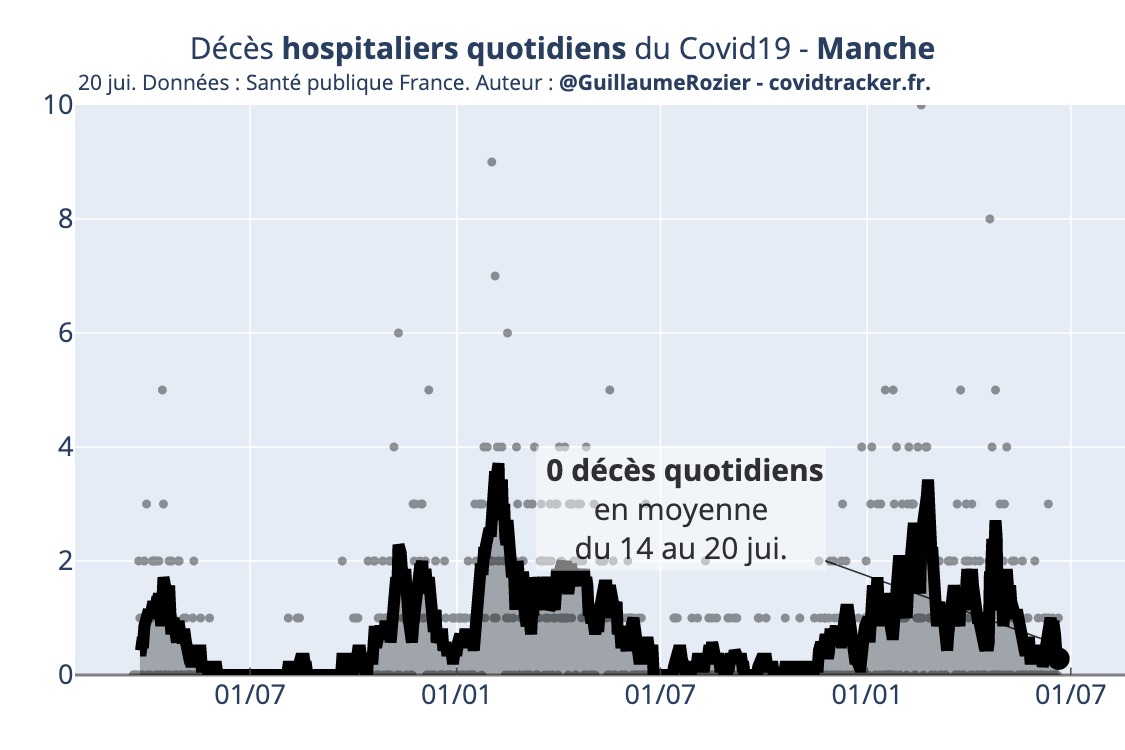 Décès hospitaliers quotidiens du Covid19 - Manche
20 jui. Données : Santé publique France. Auteur : @GuillaumeRozier - covidtracker.fr.
10
8
6
4
0 décès quotidiens
en moyenne
du 14 au 20 jui.
2
0
01/07
01/01
01/07
01/01
01/07